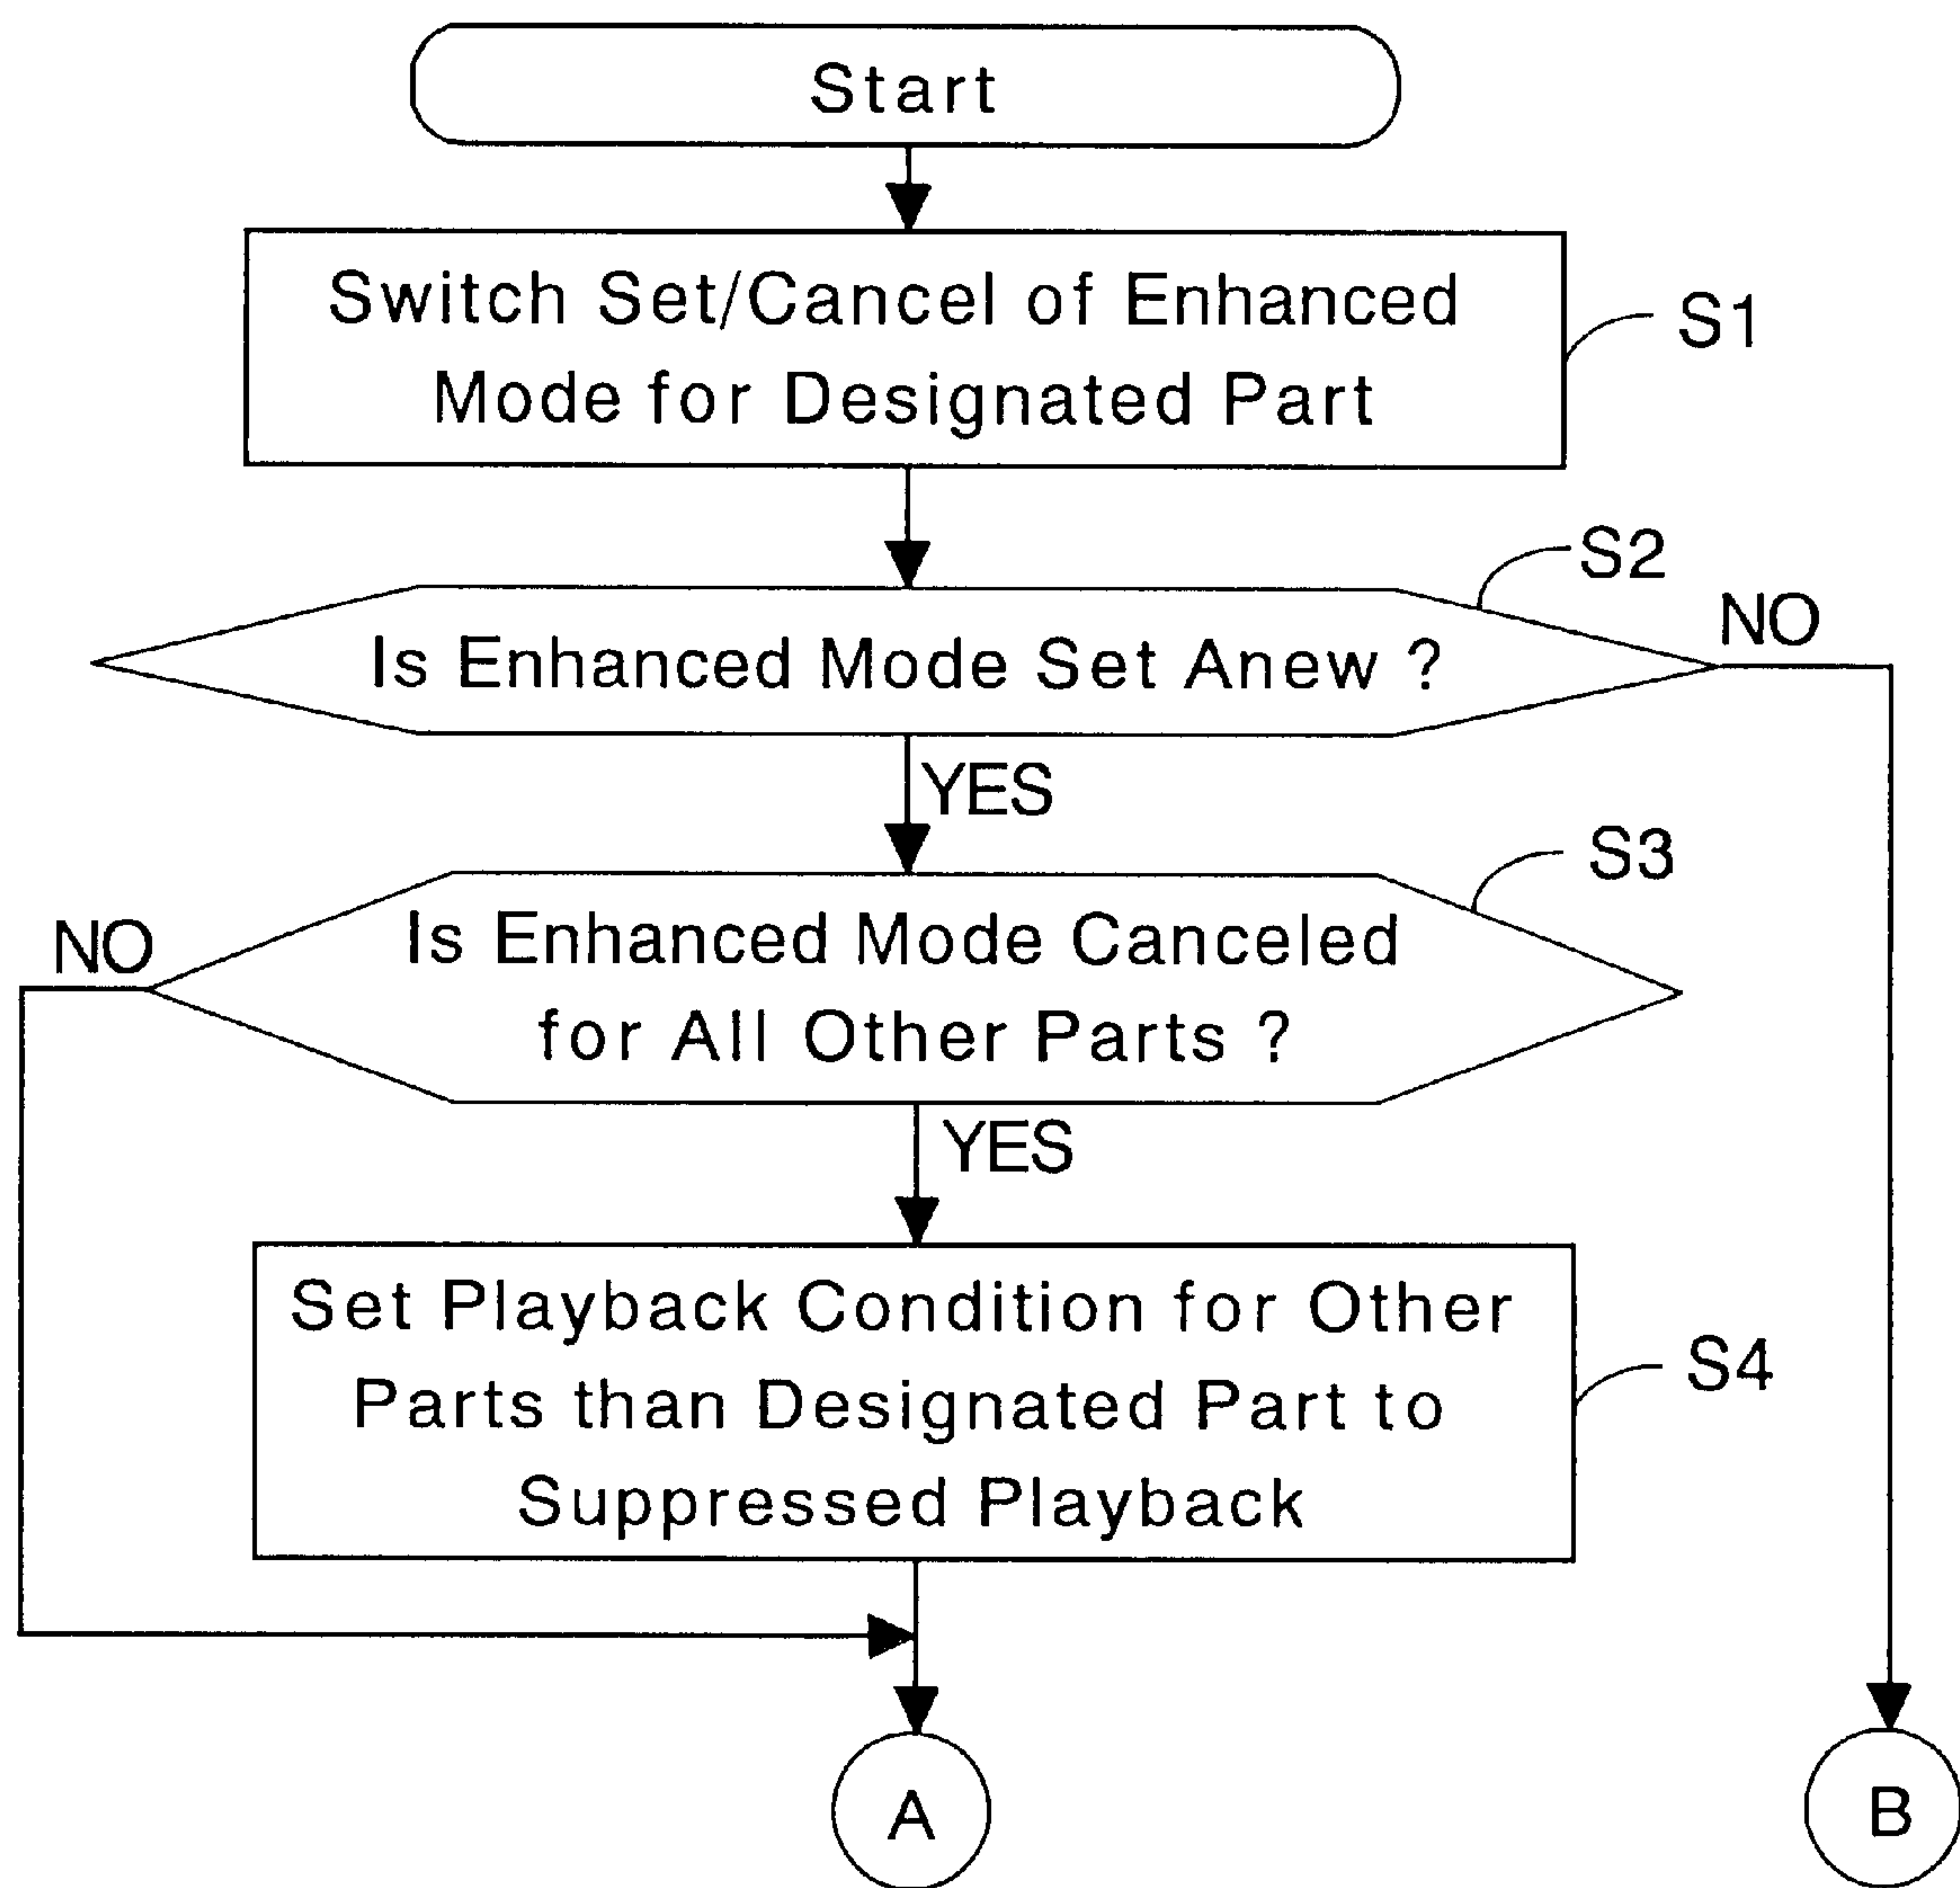 Start
Switch Set/Cancel of Enhanced
Mode for Designated Part
S1
S2
Is Enhanced Mode Set Anew ?
NO
YES
S3
NO
Is Enhanced Mode Canceled
for All Other Parts ?
YES
Set Playback Condition for Other
Parts than Designated Part to
Suppressed Playback
S4
A
B